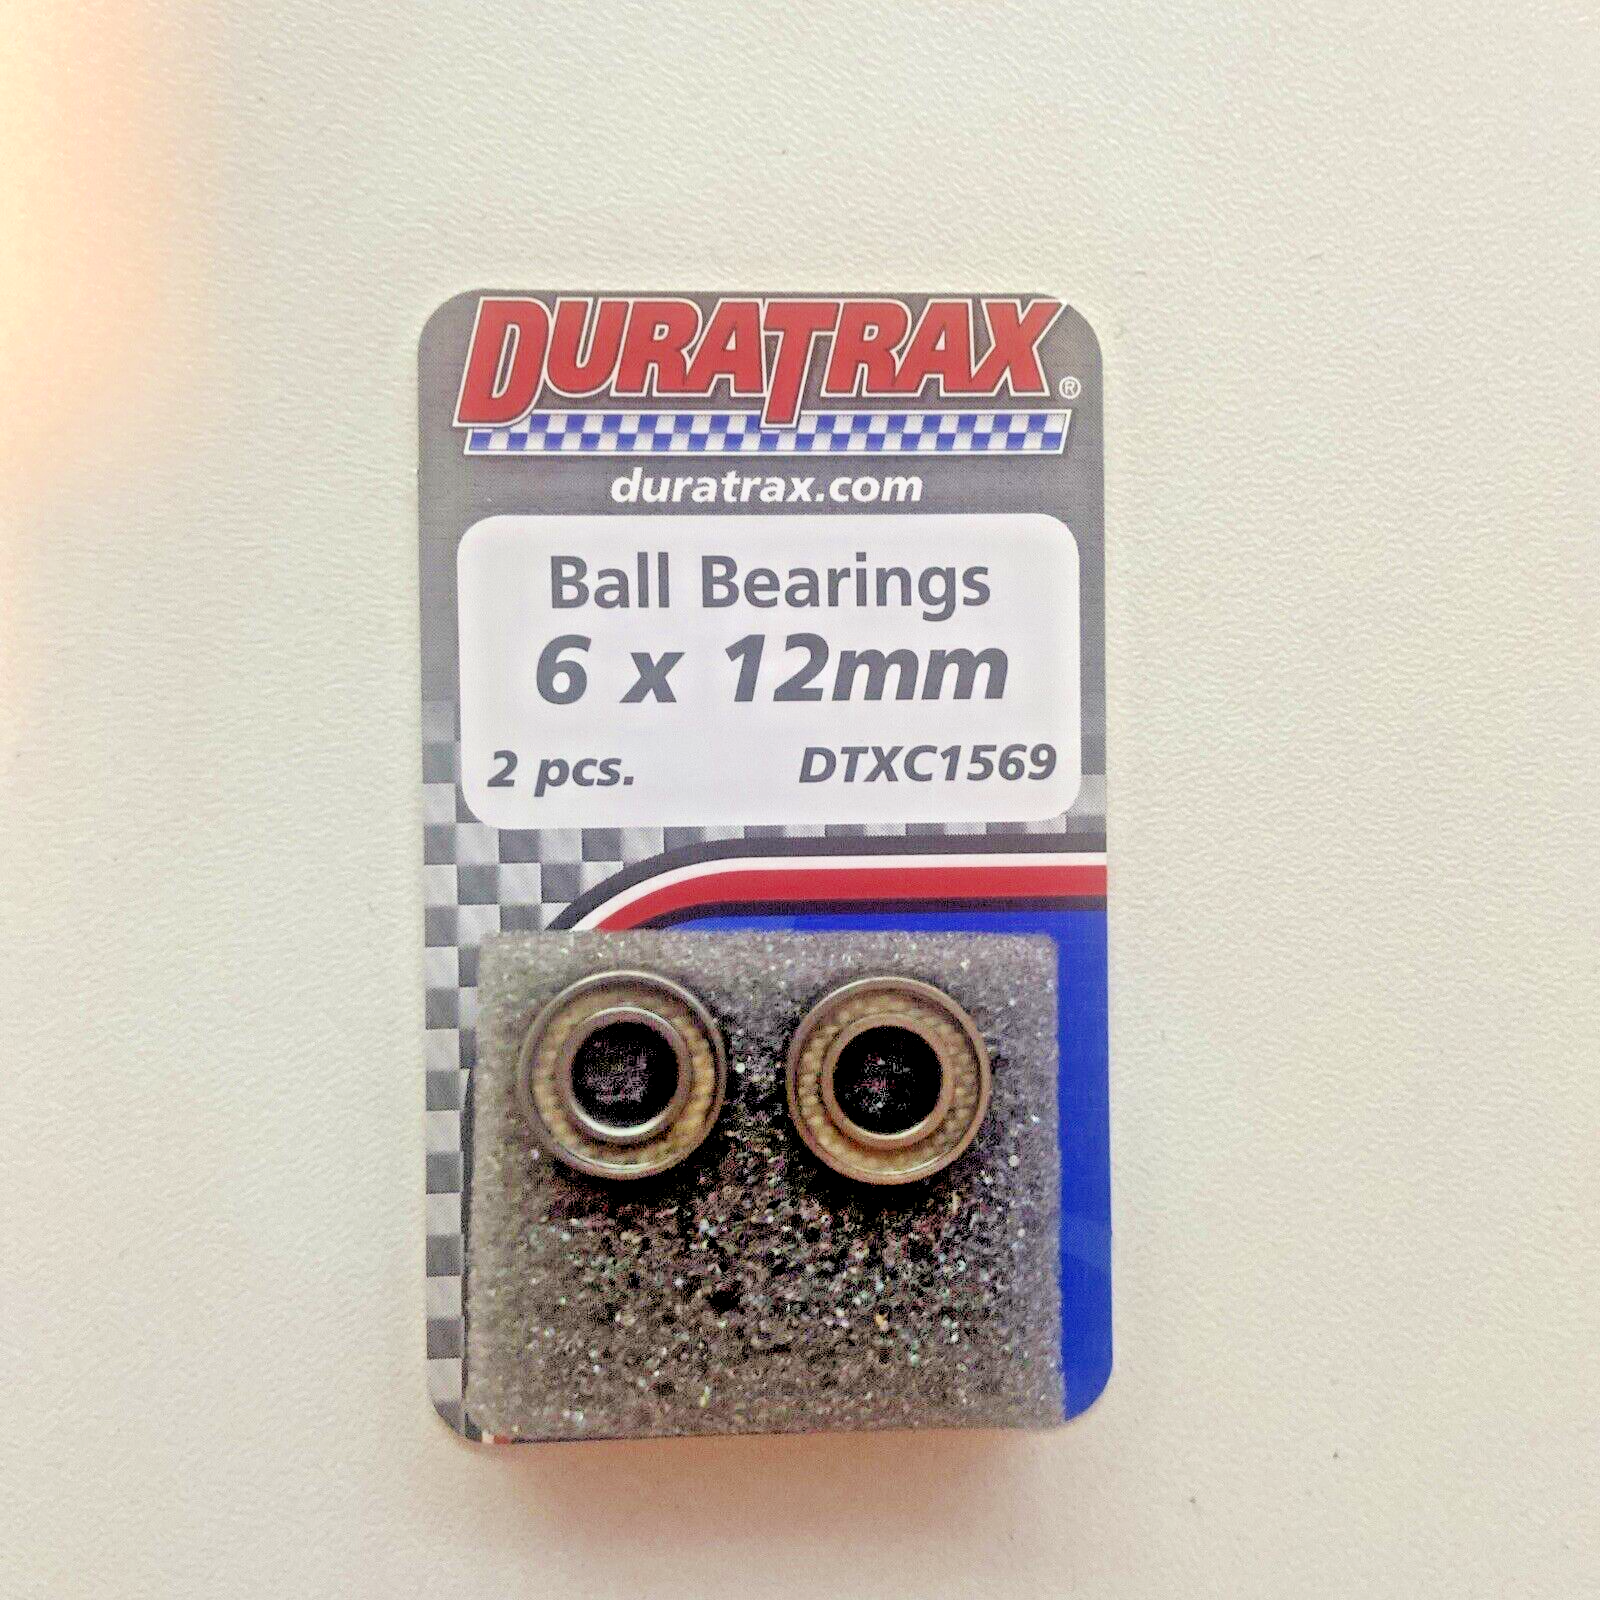 DURATRAX®
duratrax.com
Ball Bearings
6 x 12mm
2 pcs. DTXC1569